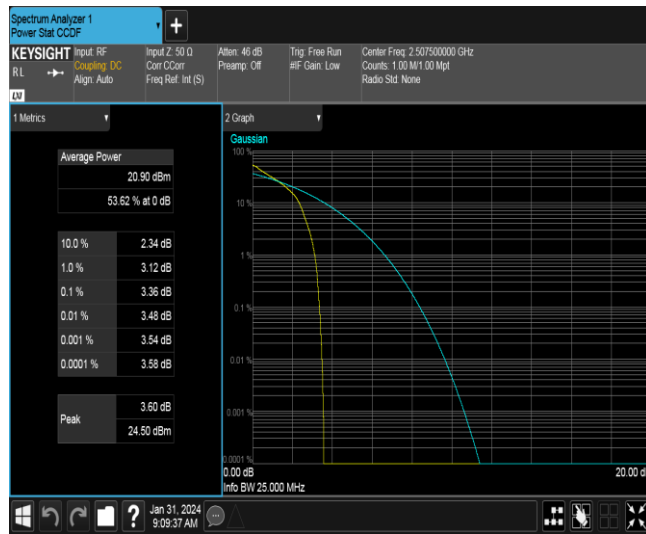 Spectrum Analyzer 1
Power Stat CCDF
+
KEYSIGHT
RL
LXI
Input: RF
Coupling: DC
Align: Auto
Input Z: 50 Ω
Corr CCorr
Freq Ref: Int (S)
Atten: 46 dB
Preamp: Off
Trig: Free Run
#IF Gain: Low
Center Freq: 2.507500000 GHz
Counts: 1.00 M/1.00 Mpt
Radio Std: None
1 Metrics
Average Power
20.90 dBm
53.62 % at 0 dB
10.0 % 2.34 dB
1.0 % 3.12 dB
0.1 % 3.36 dB
0.01 % 3.48 dB
0.001 % 3.54 dB
0.0001 % 3.58 dB
Peak
3.60 dB
24.50 dBm
2 Graph
Gaussian
100 %
10 %
1 %
0.1 %
0.01 %
0.001 %
0.0001 %
0.00 dB 20.00 d
Info BW 25.000 MHz
?
Jan 31, 2024
9:09:37 AM